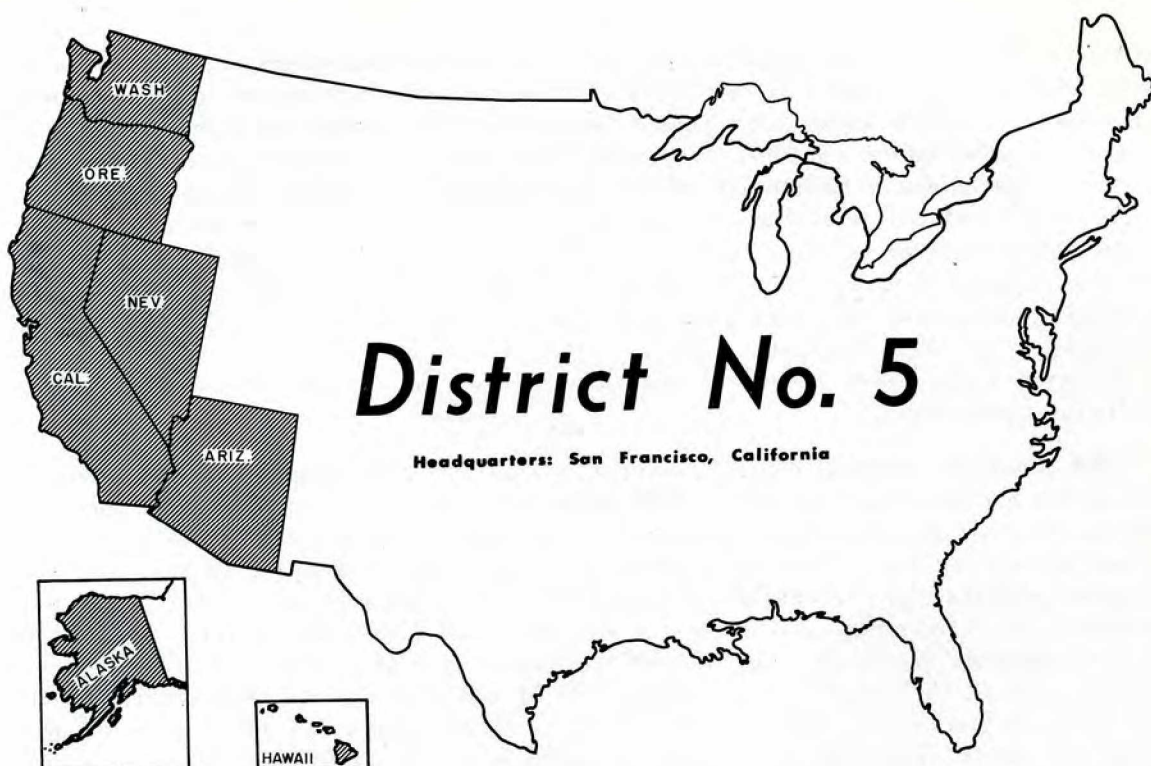 WASH
ORE.
NEV.
CAL.
District No. 5
ARIZ.
Headquarters: San Francisco, California
ALASKA
HAWAII